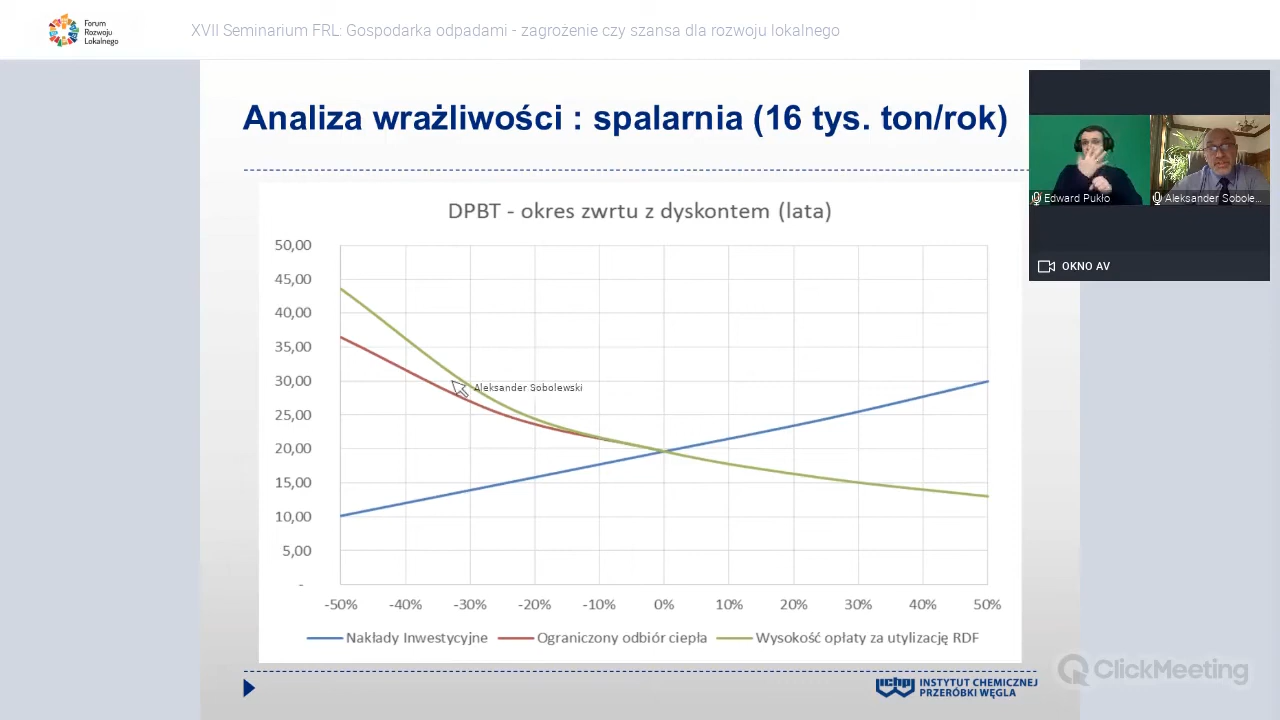 Forum
Rozwoju
Lokalnego
XVII Seminarium FRL: Gospodarka odpadami - zagrożenie czy szansa dla rozwoju lokalnego
Analiza wrażliwości : spalarnia (16 tys. ton/rok)
Edward Pukło
Aleksander Sobole...
OKNO AV
DPBT - okres zwrtu z dyskontem (lata)
50,00
45,00
40,00
35,00
30,00
25,00
20,00
15,00
10,00
5,00
-
Aleksander Sobolewski
-50% -40% -30% -20% -10% 0% 10% 20% 30% 40% 50%
Nakłady Inwestycyjne Ograniczony odbiór ciepła Wysokość opłaty za utylizację RDF
ichpw INSTYTUT CHEMICZNEJ
PRZERÓBKI WĘGLA
ClickMeeting